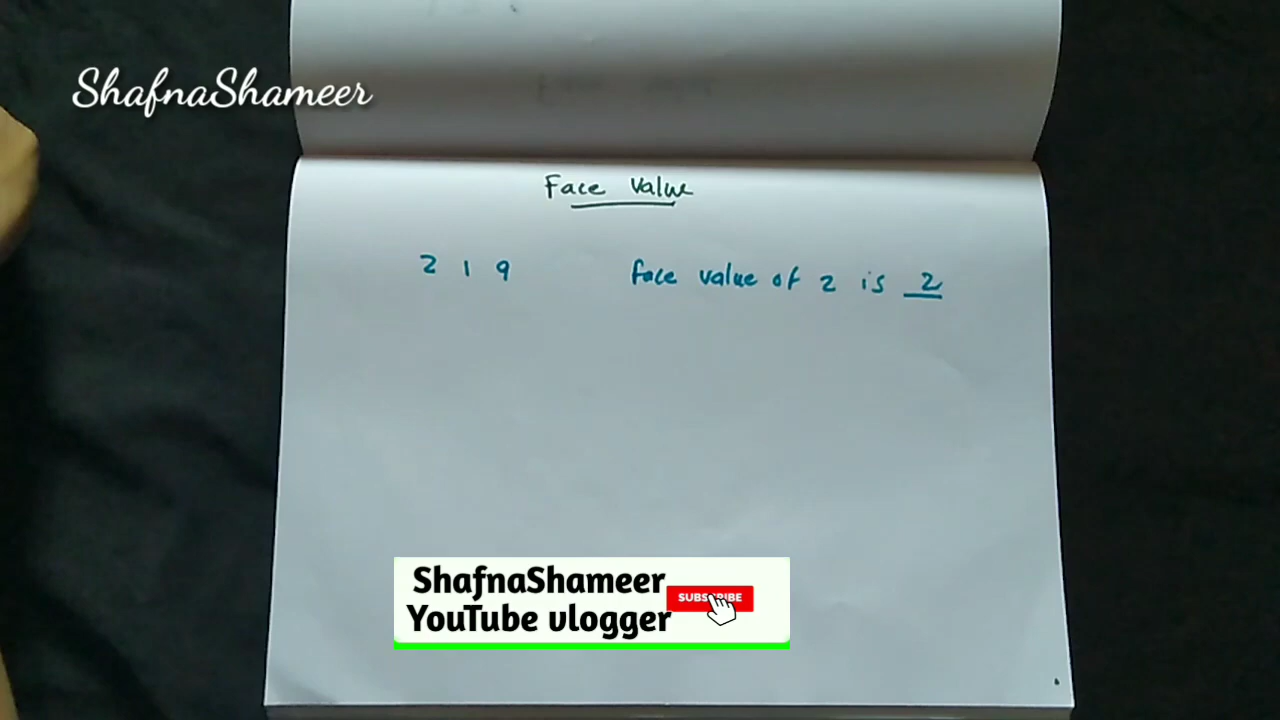 ShafnaShameer
Face value
2 1 9 face value of 2 is 2
ShafnaShameer
SUBSCRIBE
YouTube vlogger